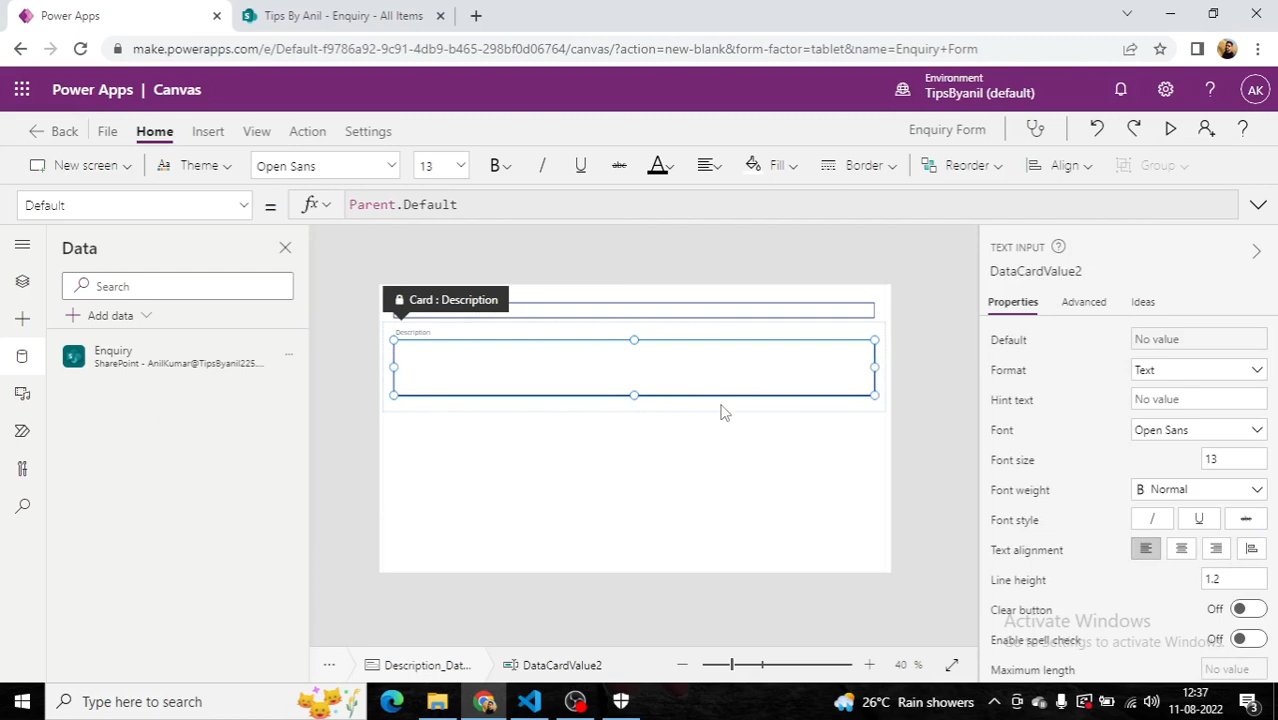 Power Apps
Tips By Anil - Enquiry - All Items
make.powerapps.com/e/Default-f9786a92-9c91-4db9-b465-298bf0d06764/canvas/?action=new-blank&form-factor=tablet&name=Enquiry+Form
Power Apps | Canvas
Environment
TipsByanil (default)
AK
Back
File
Home
Insert
View
Action
Settings
Enquiry Form
New screen
Theme
Open Sans
13
B
U
abc
A
Fill
Border
Reorder
Align
Group
Default
=
fx
Parent.Default
Data
Search
Add data
Enquiry
SharePoint - AnilKumar@TipsByanil225....
Card : Description
Description
TEXT INPUT
DataCardValue2
Properties
Advanced
Ideas
Default
No value
Format
Text
Hint text
No value
Font
Open Sans
Font size
13
Font weight
B Normal
Font style
/
U
abc
Text alignment
Line height
1.2
Clear button
Off
Activate Windows
Enable spell check
Off
Go to Settings to activate Windows.
Maximum length
No value
...
Description_Dat...
DataCardValue2
40 %
Type here to search
26°C Rain showers
12:37
11-08-2022
3